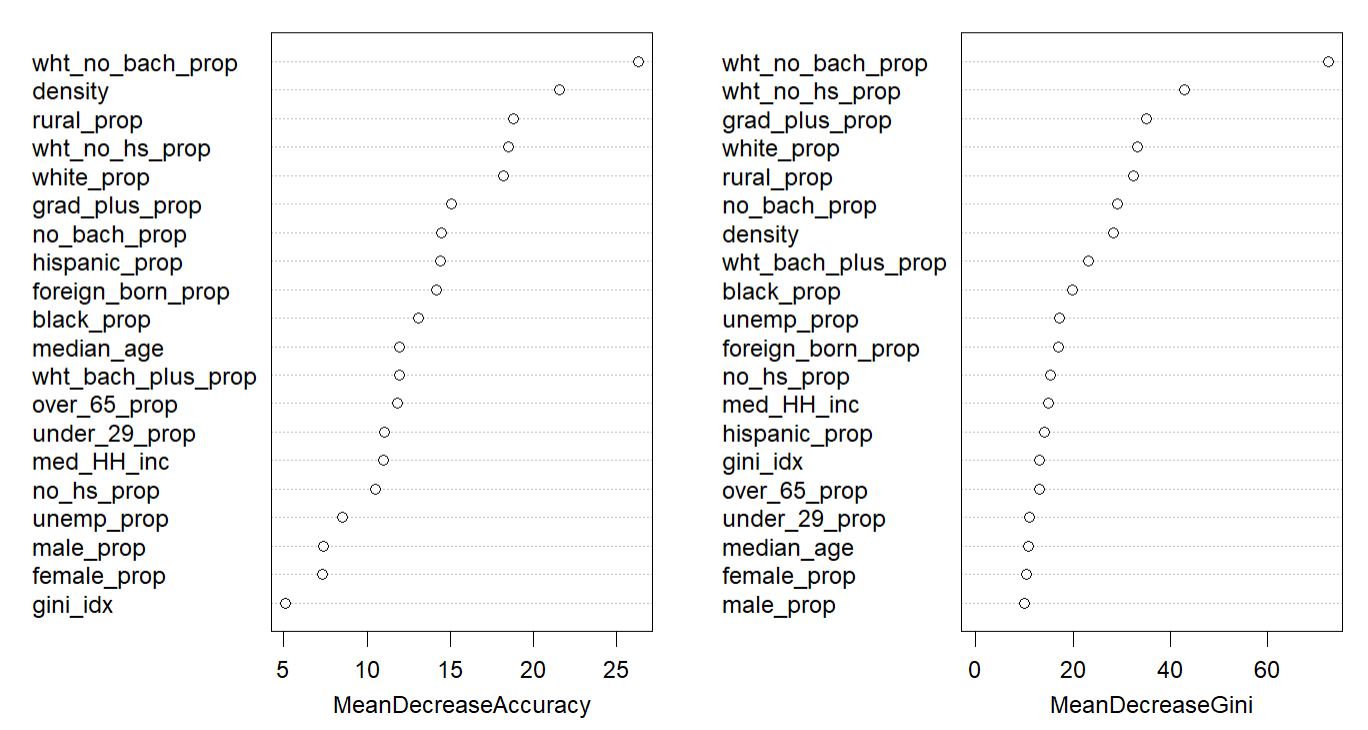 wht_no_bach_prop
density
rural_prop
wht_no_hs_prop
white_prop
grad_plus_prop
no_bach_prop
hispanic_prop
foreign_born_prop
black_prop
median_age
wht_bach_plus_prop
over_65_prop
under_29_prop
med_HH_inc
no_hs_prop
unemp_prop
male_prop
female_prop
gini_idx
5 10 15 20 25
MeanDecreaseAccuracy
wht_no_bach_prop
wht_no_hs_prop
grad_plus_prop
white_prop
rural_prop
no_bach_prop
density
wht_bach_plus_prop
black_prop
unemp_prop
foreign_born_prop
no_hs_prop
med_HH_inc
hispanic_prop
gini_idx
over_65_prop
under_29_prop
median_age
female_prop
male_prop
0 20 40 60
MeanDecreaseGini